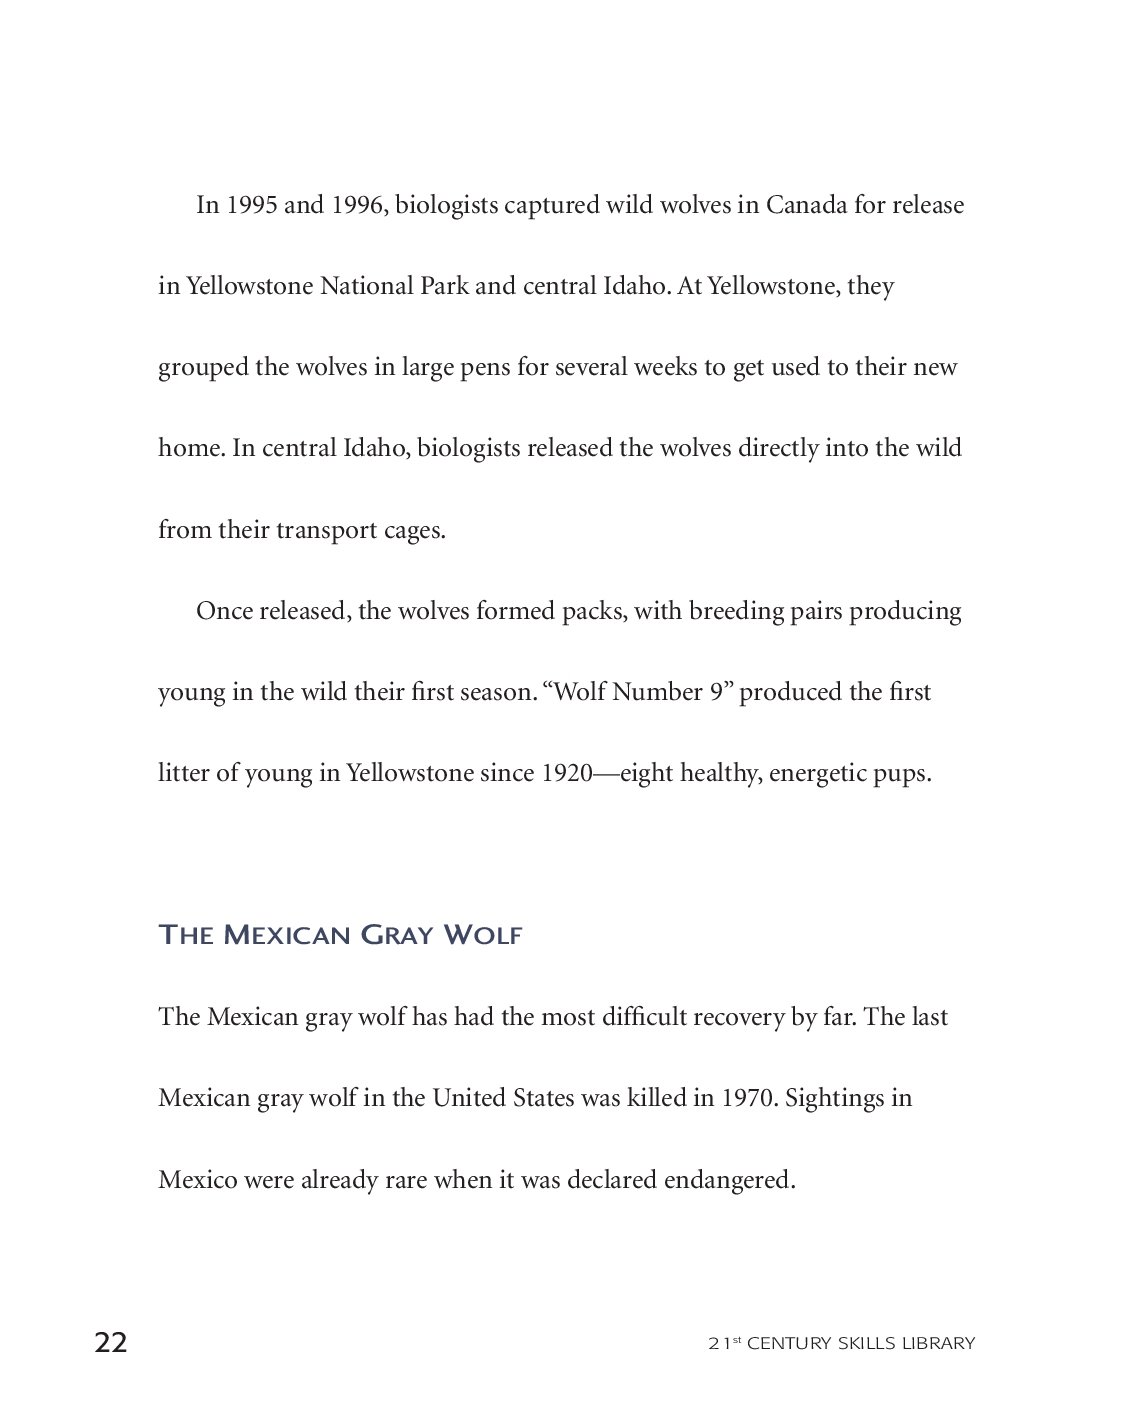 In 1995 and 1996, biologists captured wild wolves in Canada for release
in Yellowstone National Park and central Idaho. At Yellowstone, they
grouped the wolves in large pens for several weeks to get used to their new
home. In central Idaho, biologists released the wolves directly into the wild
from their transport cages.
Once released, the wolves formed packs, with breeding pairs producing
young in the wild their first season. “Wolf Number 9” produced the first
litter of young in Yellowstone since 1920—eight healthy, energetic pups.
The Mexican Gray Wolf
The Mexican gray wolf has had the most difficult recovery by far. The last
Mexican gray wolf in the United States was killed in 1970. Sightings in
Mexico were already rare when it was declared endangered.
22
21st CENTURY SKILLS LIBRARY